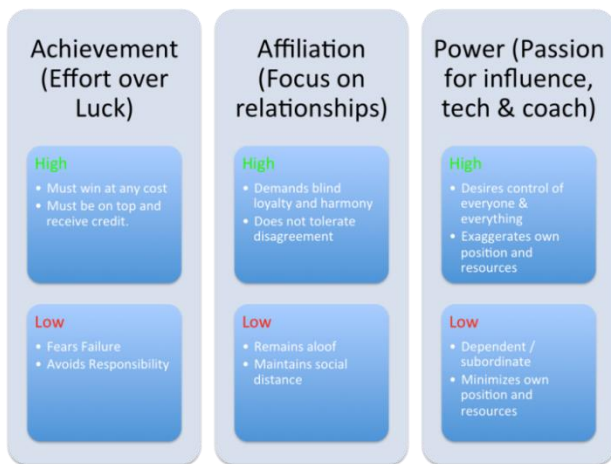 Achievement
(Effort over
Luck)
High
• Must win at any cost
• Must be on top and
receive credit.
Low
• Fears Failure
• Avoids Responsibility
Affiliation
(Focus on
relationships)
High
• Demands blind
loyalty and harmony
• Does not tolerate
disagreement
Low
• Remains aloof
• Maintains social
distance
Power (Passion
for influence,
tech & coach)
High
• Desires control of
everyone &
everything
• Exaggerates own
position and
resources
Low
• Dependent /
subordinate
• Minimizes own
position and
resources